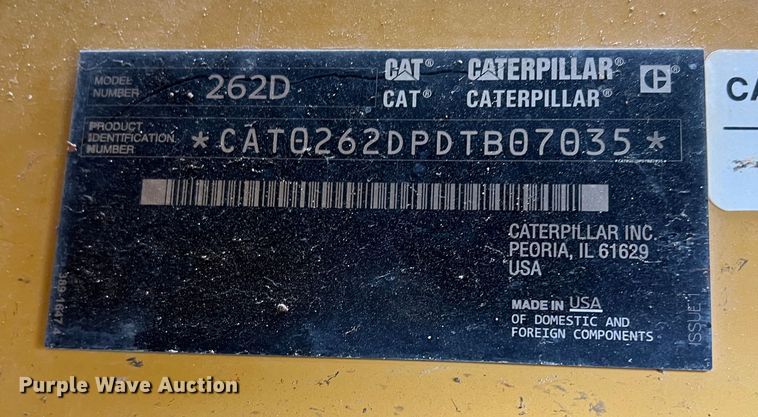 MODEL
NUMBER
262D
CAT CATERPILLAR® C®
CAT® CATERPILLAR®
PRODUCT
IDENTIFICATION
NUMBER
*CAT0262DPDTB07035*
CATERPILLAR INC.
PEORIA, IL 61629
USA
MADE IN USA
OF DOMESTIC AND
FOREIGN COMPONENTS
ISSUE 1
CA
Purple Wave Auction